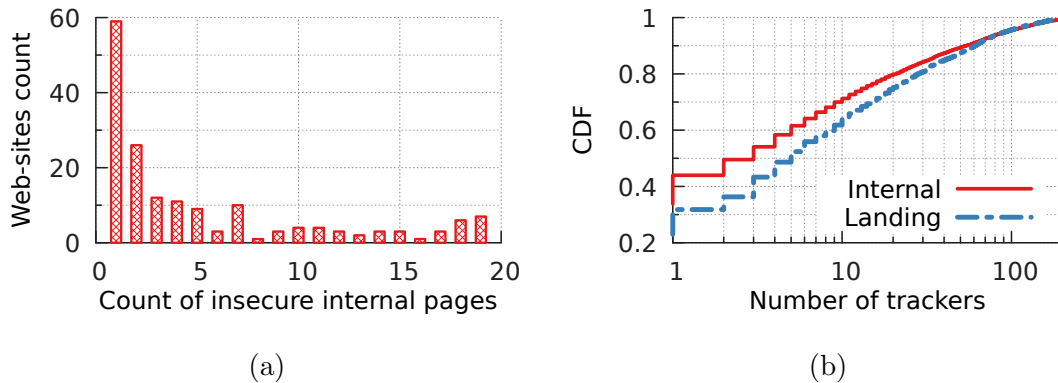 60
40
20
0
Web-sites count
0 5 10 15 20
Count of insecure internal pages
(a)
1
0.8
0.6
0.4
0.2
CDF
Internal
Landing
1 10 100
Number of trackers
(b)